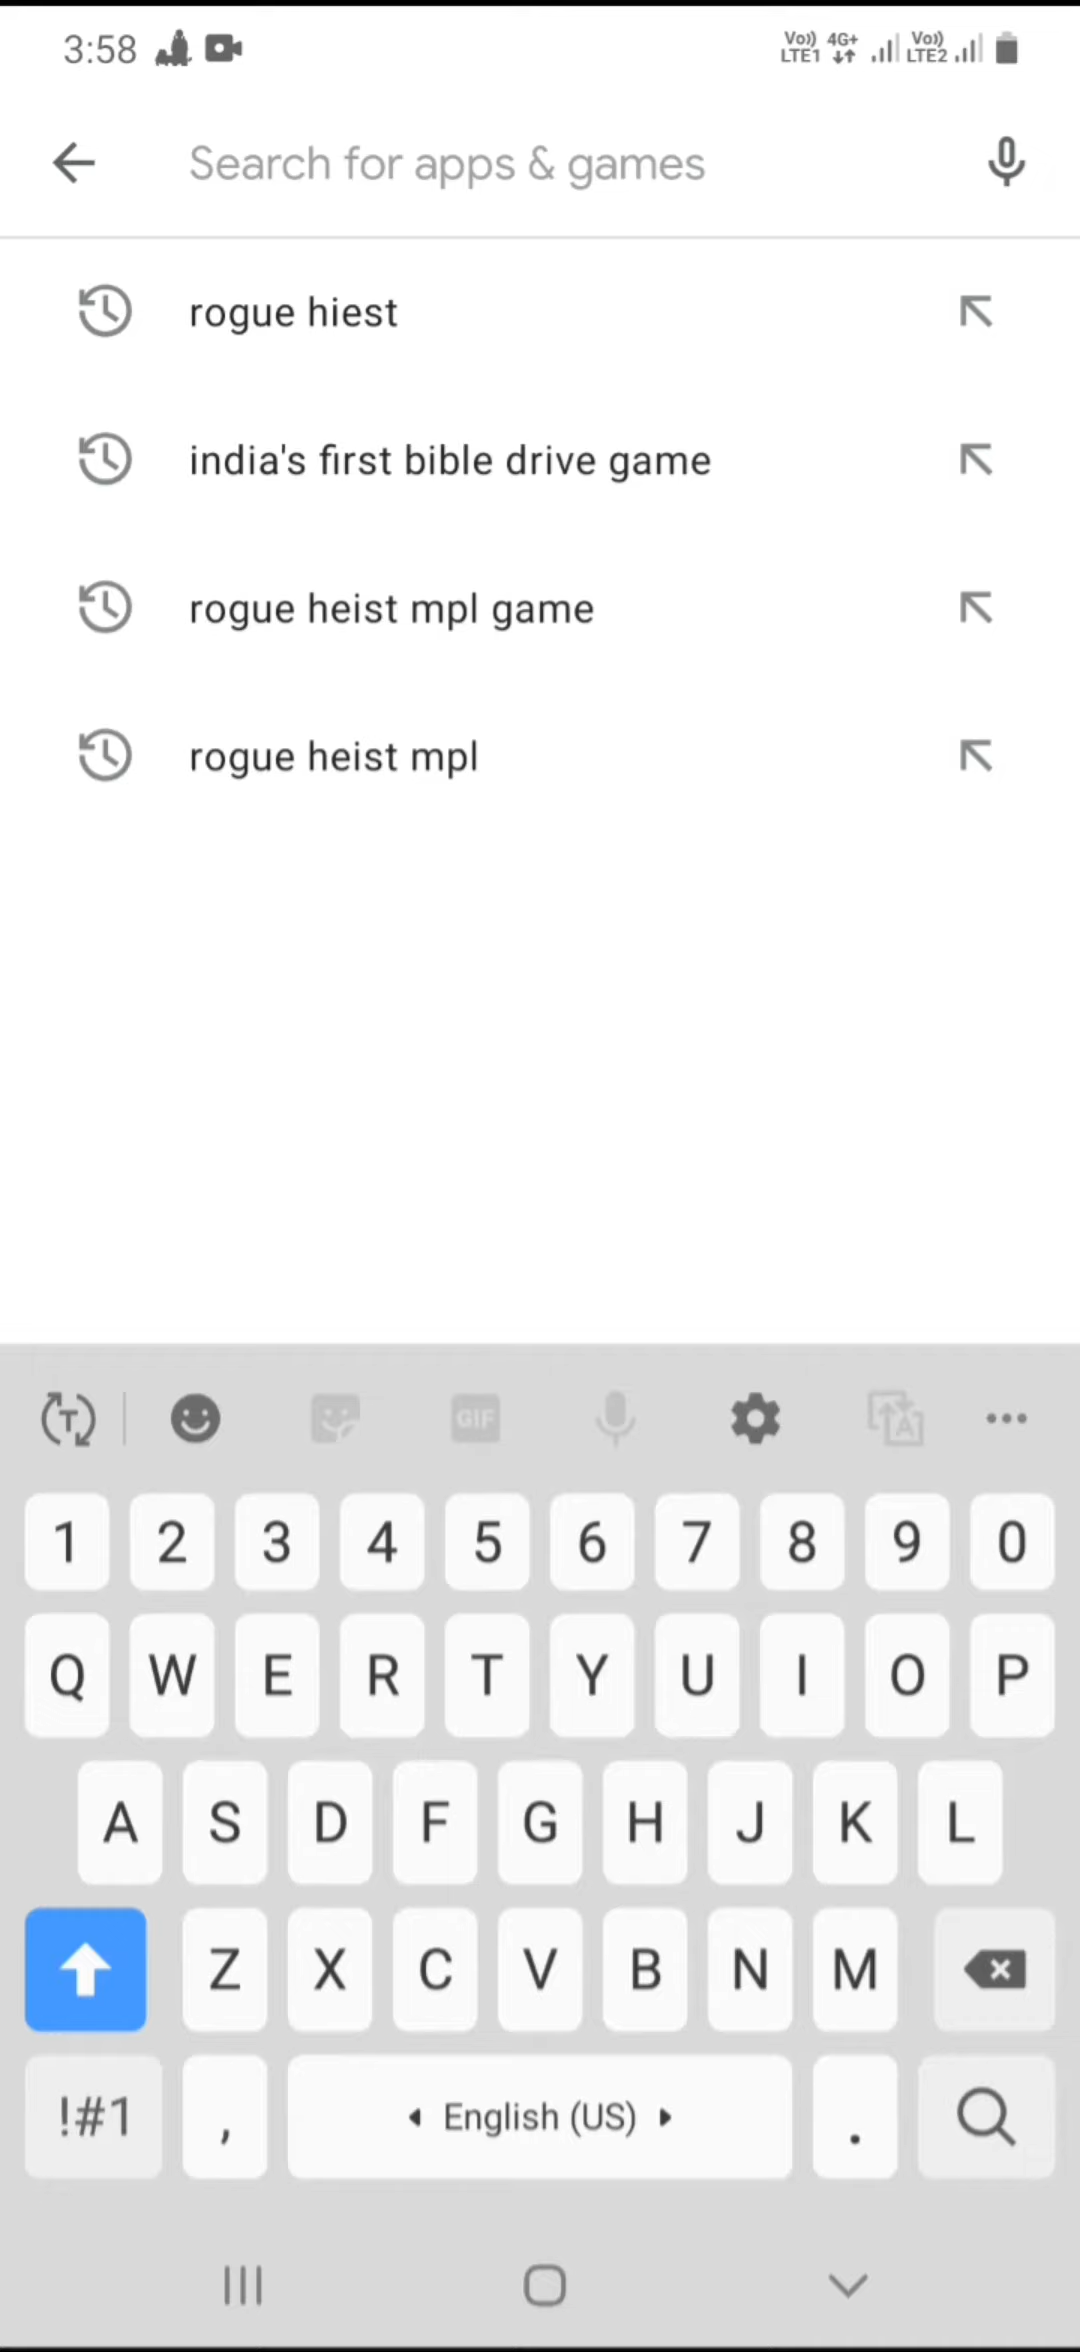 3:58 Vo)) LTE1 4G+ Vo)) LTE2
Search for apps & games
rogue hiest
india's first bible drive game
rogue heist mpl game
rogue heist mpl
T GIF A
1 2 3 4 5 6 7 8 9 0
Q W E R T Y U I O P
A S D F G H J K L
Z X C V B N M
!#1 , English (US) .